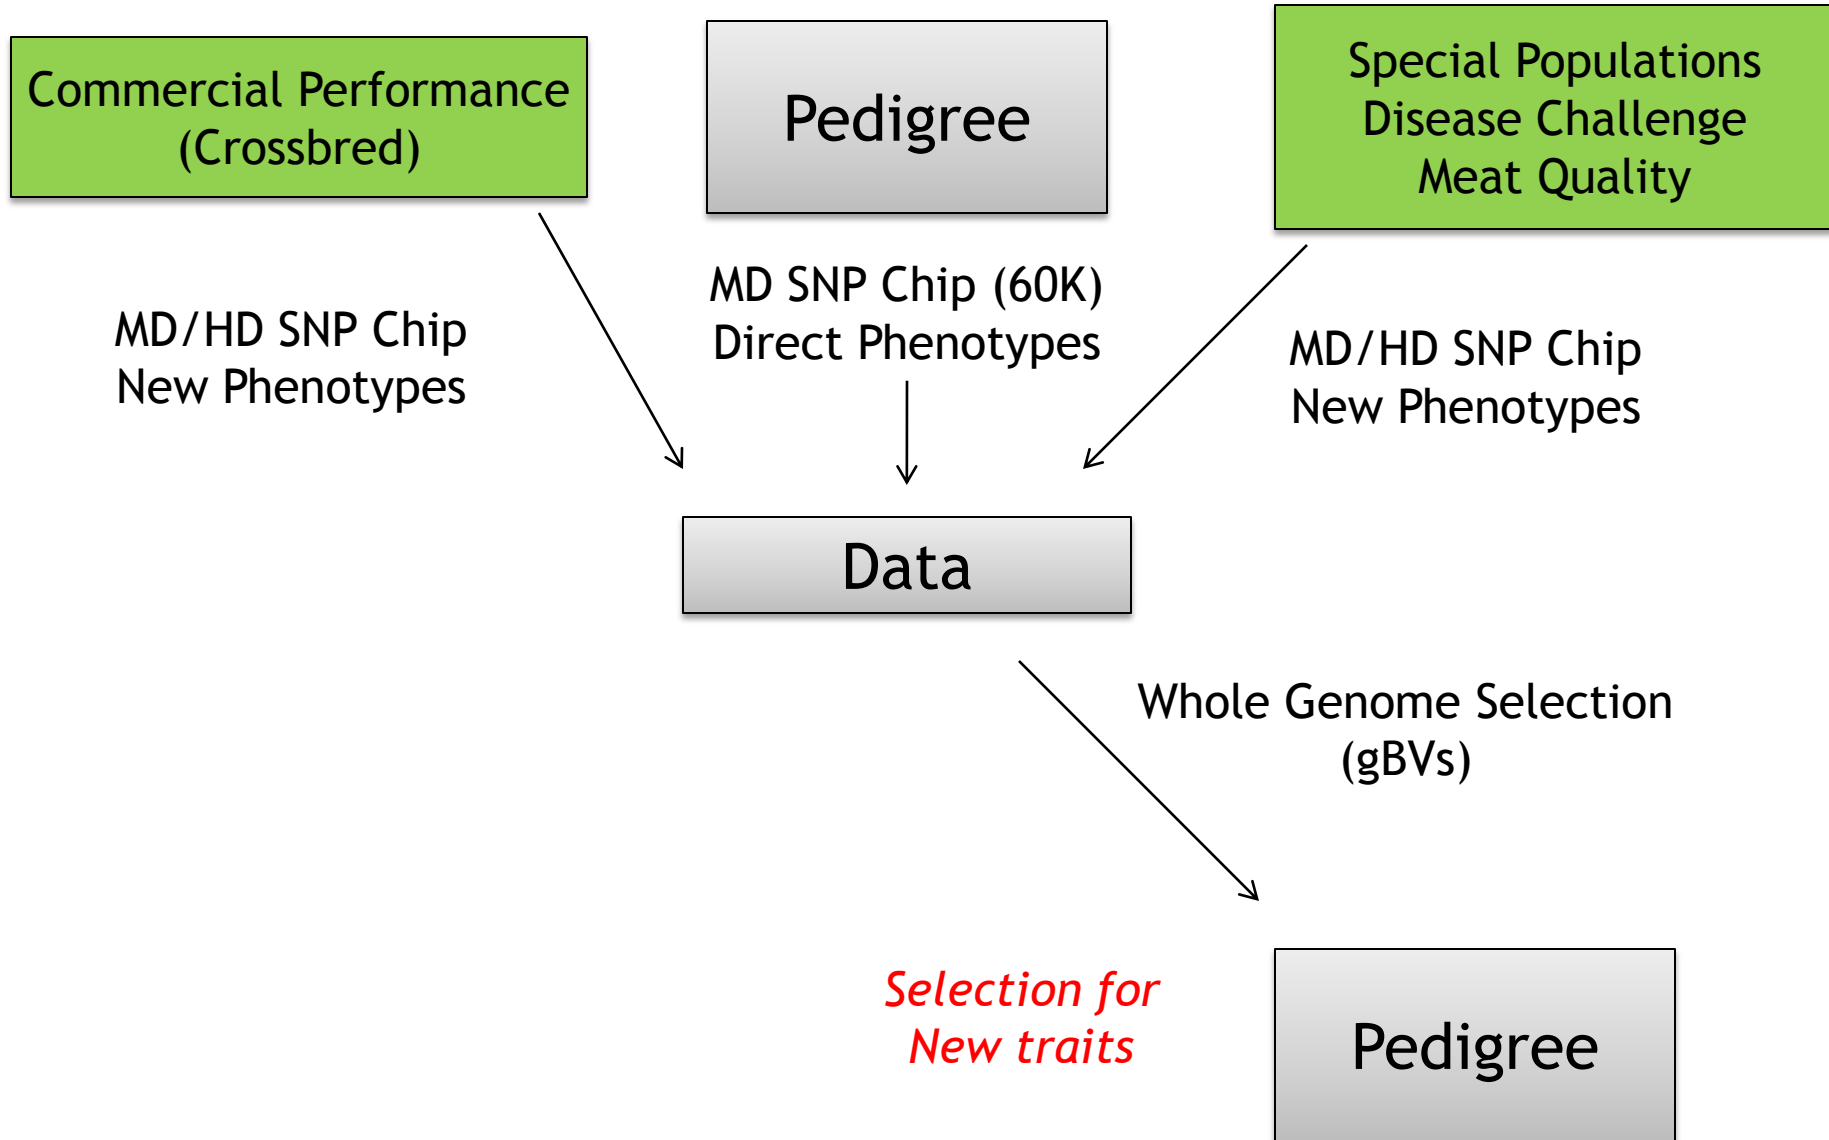 Commercial Performance
(Crossbred)
Pedigree
Special Populations
Disease Challenge
Meat Quality
MD/HD SNP Chip
New Phenotypes
MD SNP Chip (60K)
Direct Phenotypes
MD/HD SNP Chip
New Phenotypes
Data
Whole Genome Selection
(gBVs)
Selection for
New traits
Pedigree